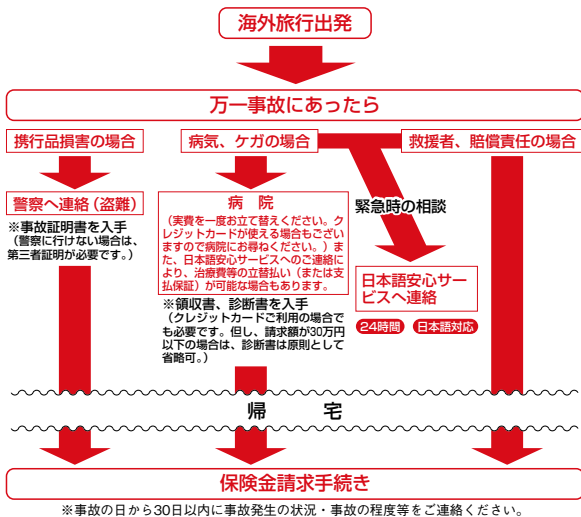 海外旅行出発
万一事故にあったら
携行品損害の場合
病気、ケガの場合
救援者、賠償責任の場合
警察へ連絡（盗難）
※事故証明書を入手
（警察に行けない場合は、
第三者証明が必要です。）
病 院
（実費を一度お立て替えください。ク
レジットカードが使える場合もござい
ますので病院にお尋ねください。）ま
た、日本語安心サービスへのご連絡に
より、治療費等の立替払い（または支
払保証）が可能な場合もあります。
※領収書、診断書を入手
（クレジットカードご利用の場合で
も必要です。但し、請求額が30万円
以下の場合は、診断書は原則として
省略可。）
緊急時の相談
日本語安心サー
ビスへ連絡
24時間 日本語対応
帰 宅
保険金請求手続き
※事故の日から30日以内に事故発生の状況・事故の程度等をご連絡ください。